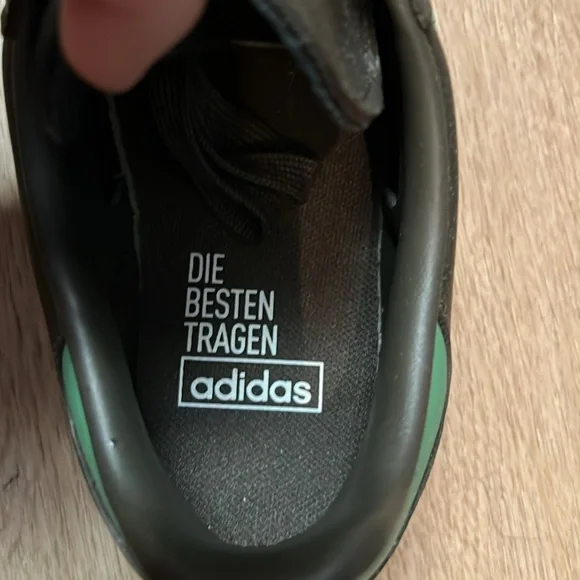 DIE
BESTEN
TRAGEN
adidas